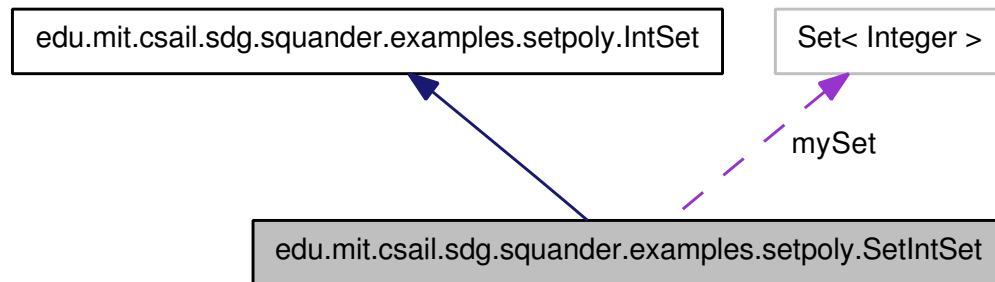 edu.mit.csail.sdg.squander.examples.setpoly.IntSet
Set< Integer >
mySet
edu.mit.csail.sdg.squander.examples.setpoly.SetIntSet